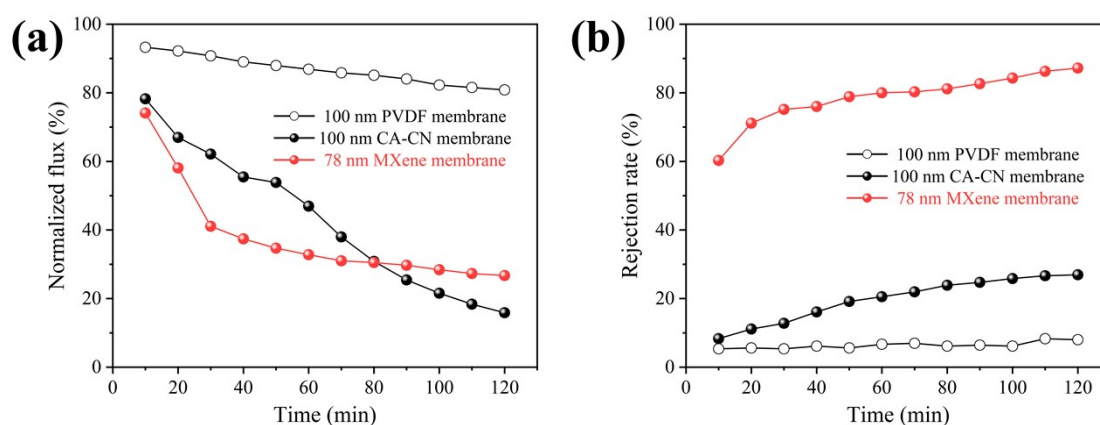 (a)
100
80
60
40
20
0
Normalized flux (%)
100 nm PVDF membrane
100 nm CA-CN membrane
78 nm MXene membrane
0 20 40 60 80 100 120
Time (min)
(b)
100
80
60
40
20
0
Rejection rate (%)
100 nm PVDF membrane
100 nm CA-CN membrane
78 nm MXene membrane
0 20 40 60 80 100 120
Time (min)